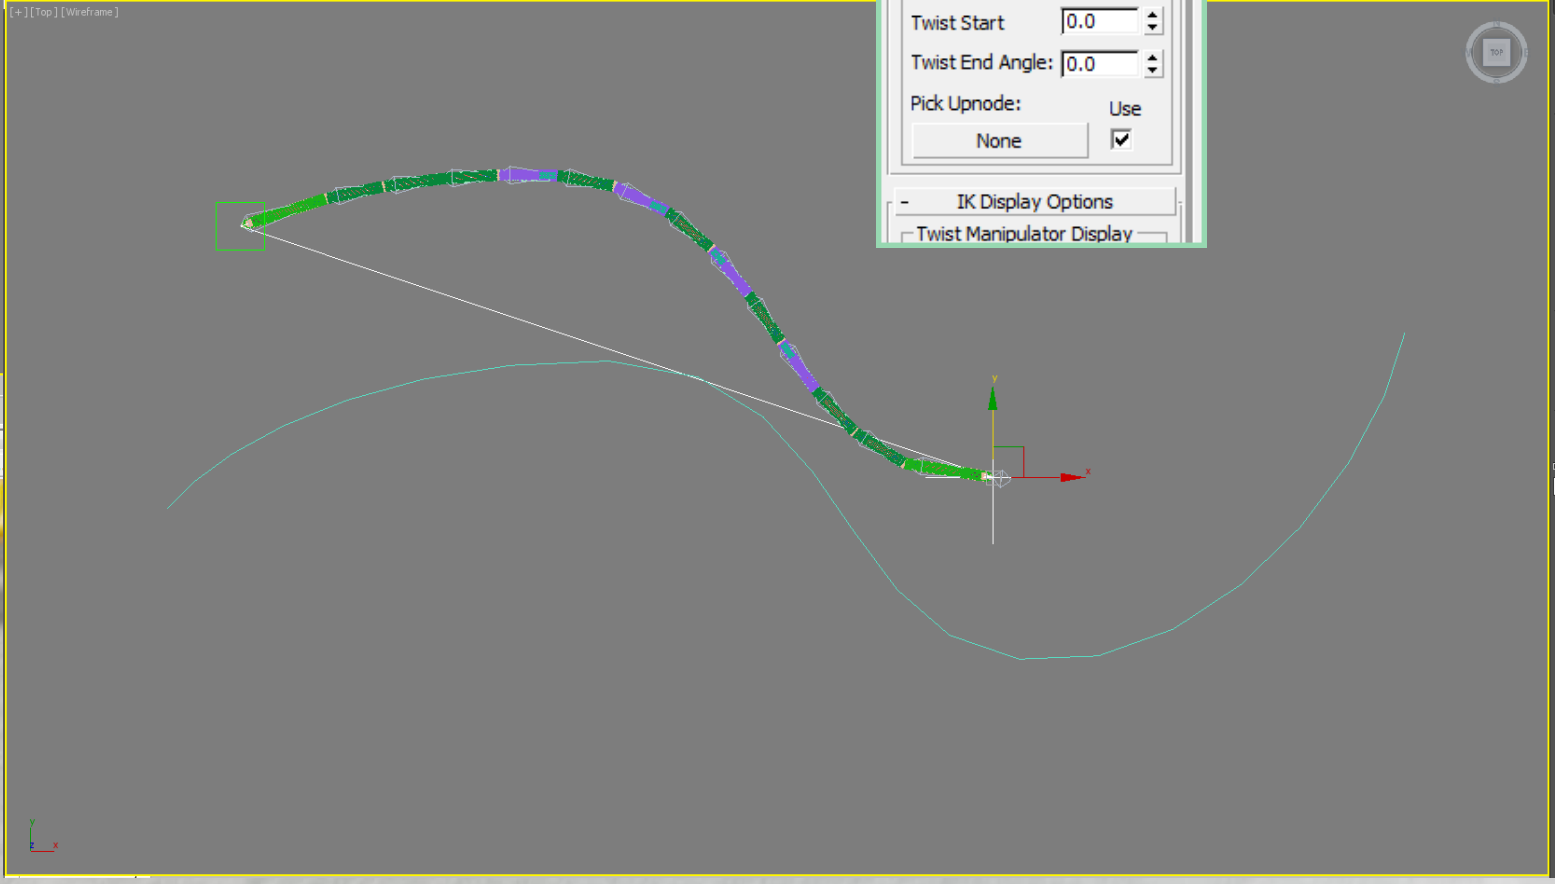 [+] [Top] [Wireframe]
Twist Start 0.0
Twist End Angle: 0.0
Pick Upnode: Use
None
- IK Display Options
Twist Manipulator Display
TOP
y
x
y
z x